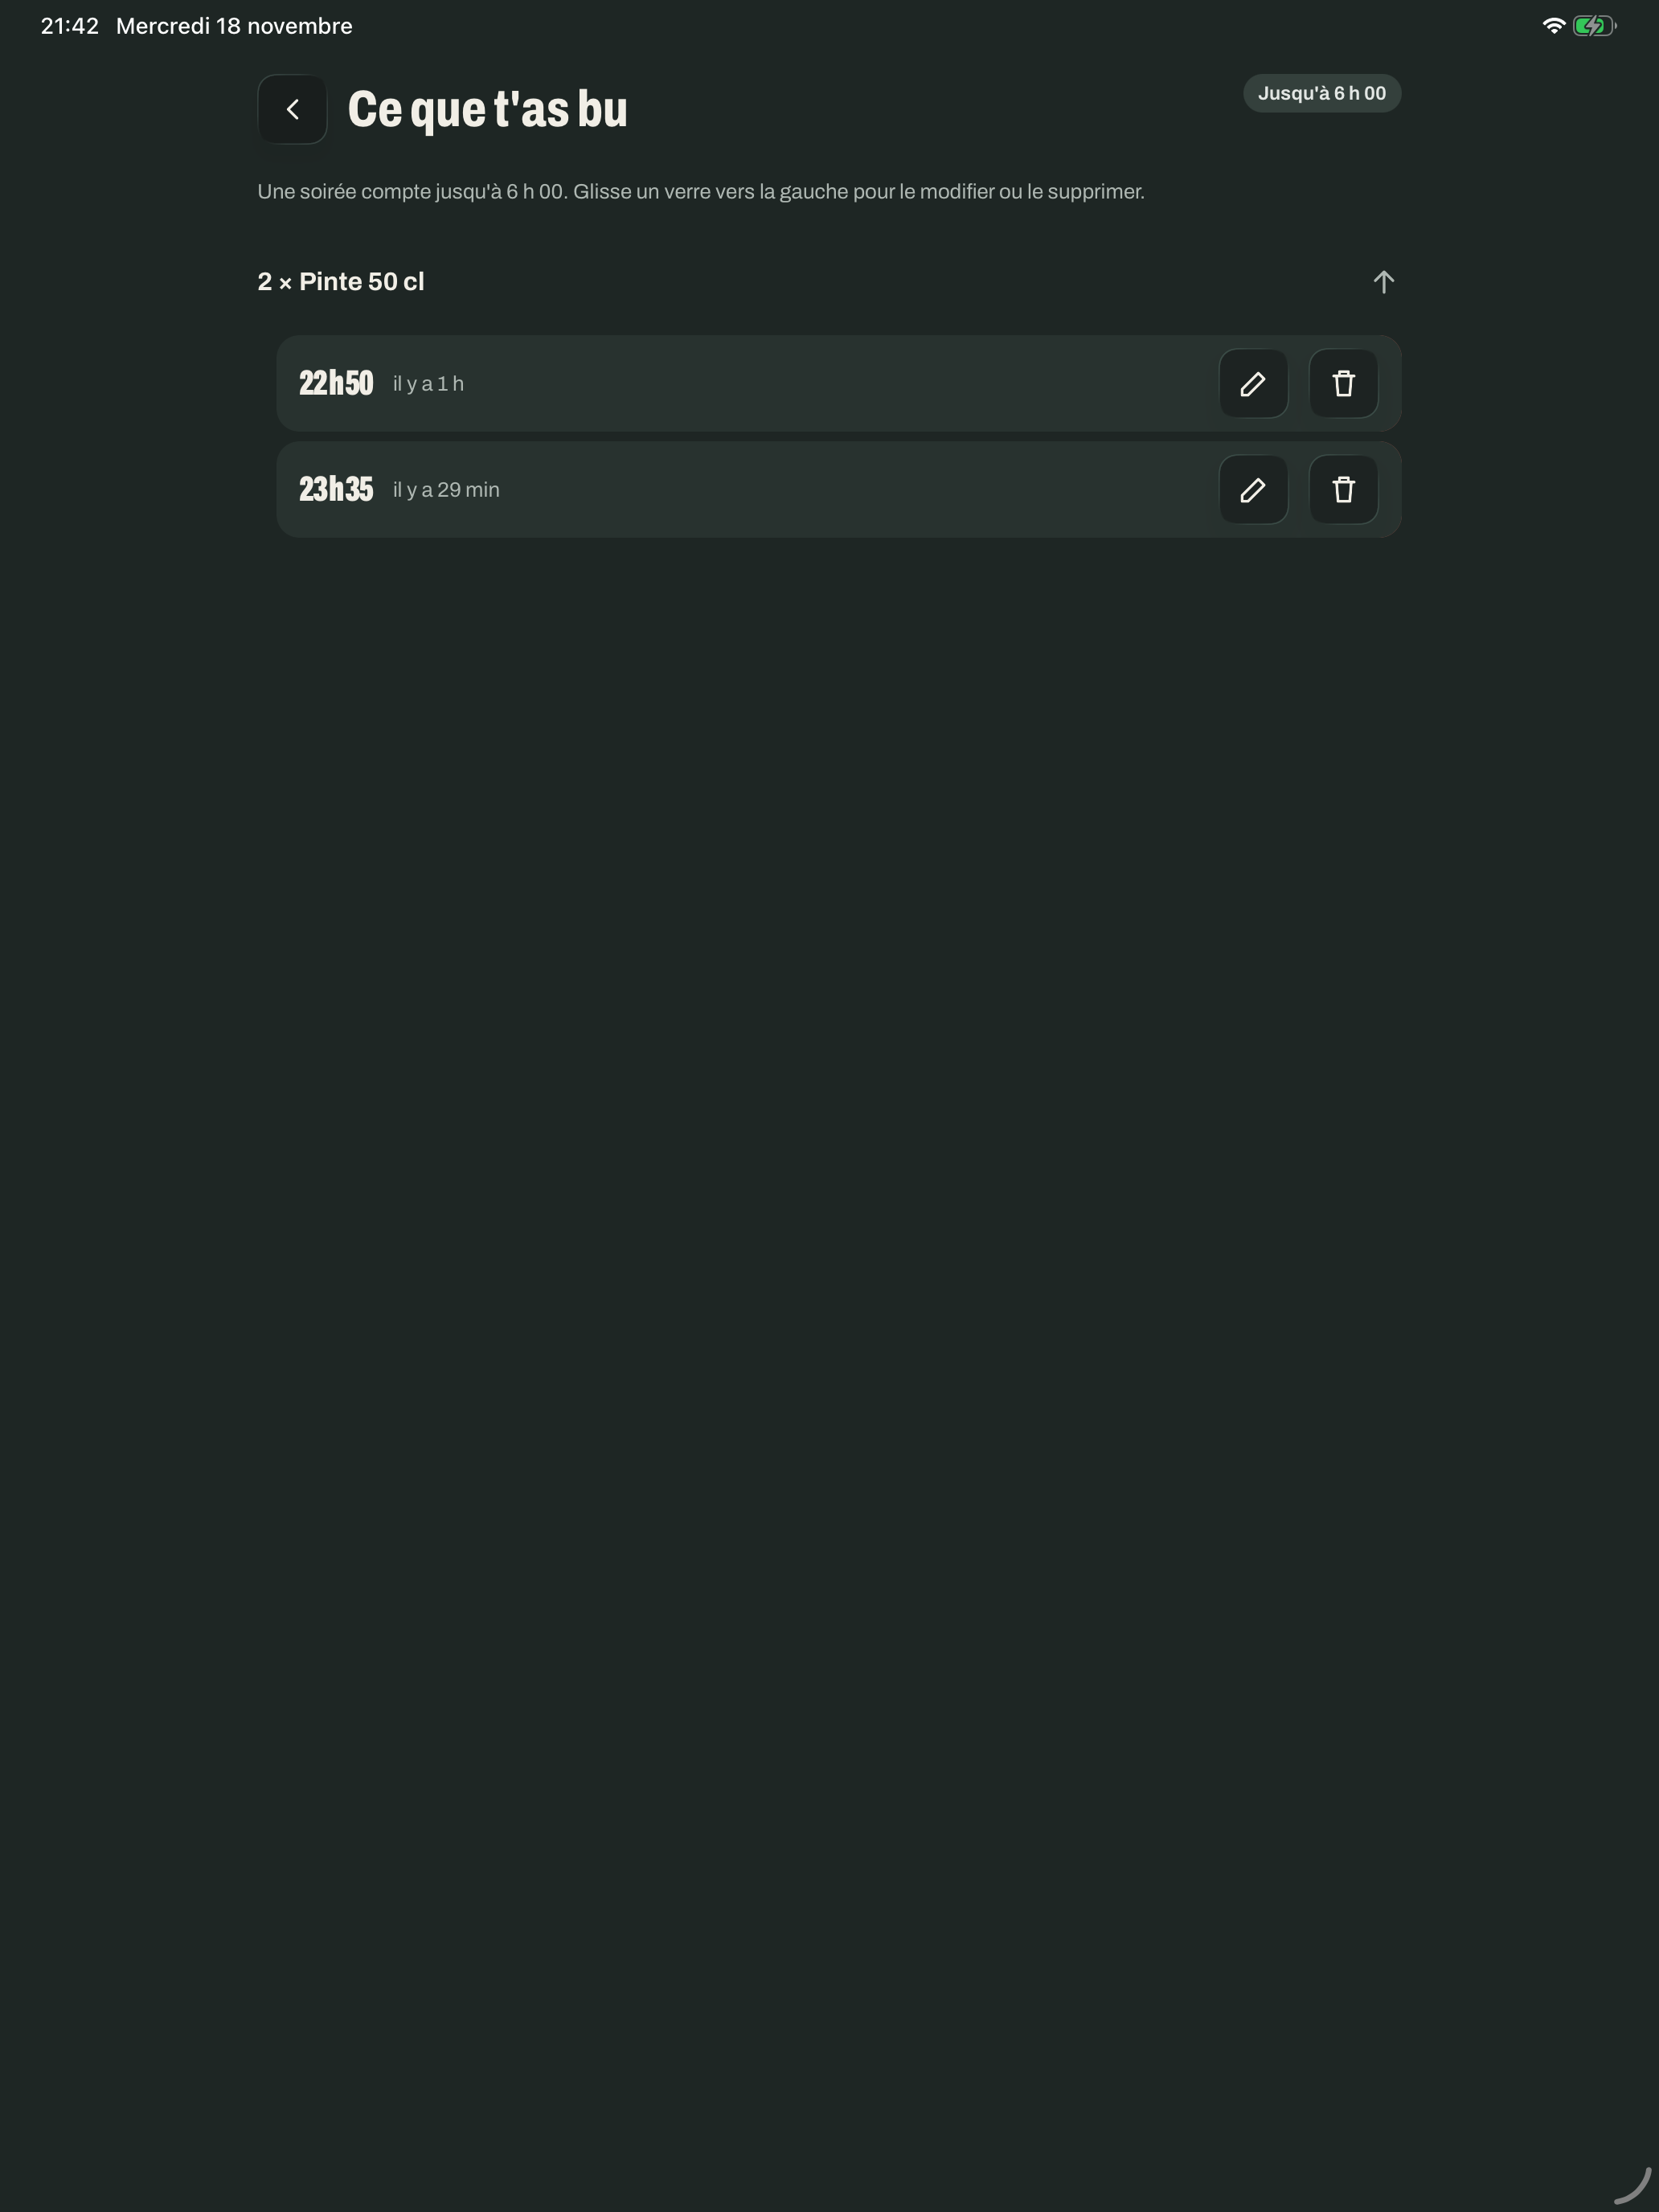 21:42 Mercredi 18 novembre
Ce que t'as bu
Jusqu'à 6 h 00
Une soirée compte jusqu'à 6 h 00. Glisse un verre vers la gauche pour le modifier ou le supprimer.
2 × Pinte 50 cl
22h50 il y a 1 h
23h35 il y a 29 min